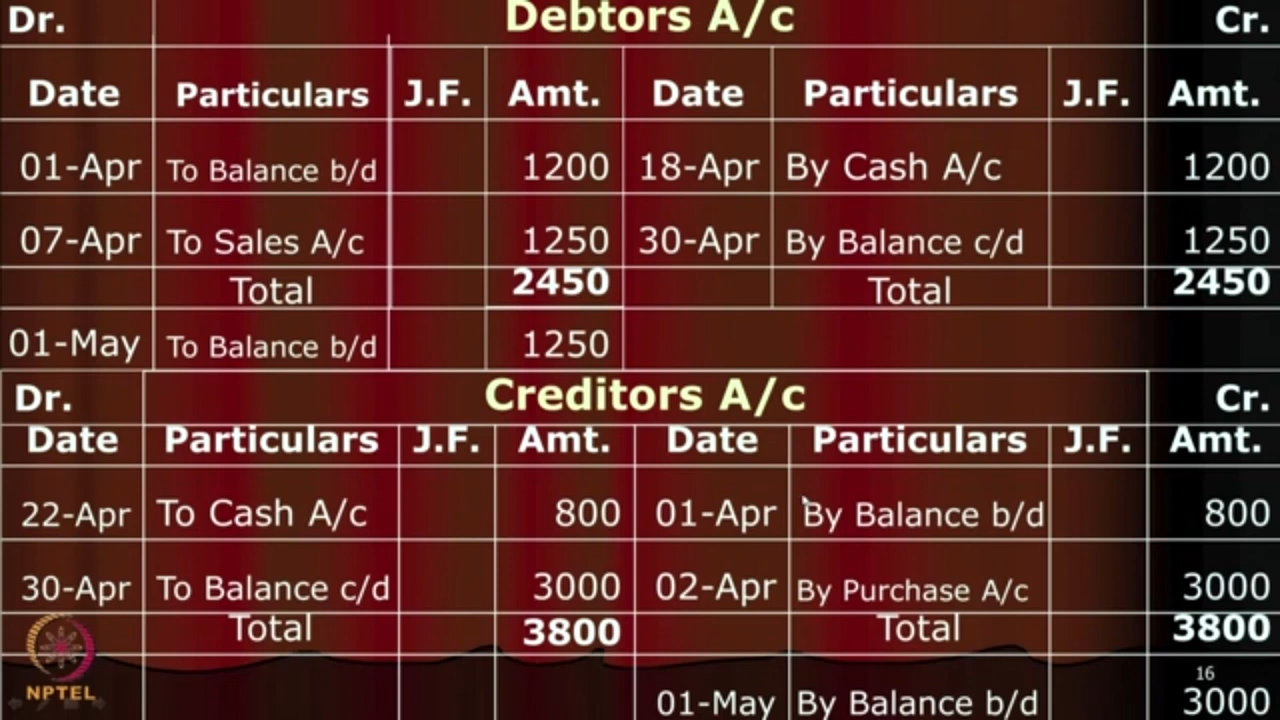 Dr. Debtors A/c Cr.
Date Particulars J.F. Amt. Date Particulars J.F. Amt.
01-Apr To Balance b/d 1200 18-Apr By Cash A/c 1200
07-Apr To Sales A/c 1250 30-Apr By Balance c/d 1250
Total 2450 Total 2450
01-May To Balance b/d 1250
Dr. Creditors A/c Cr.
Date Particulars J.F. Amt. Date Particulars J.F. Amt.
22-Apr To Cash A/c 800 01-Apr By Balance b/d 800
30-Apr To Balance c/d 3000 02-Apr By Purchase A/c 3000
Total 3800 Total 3800
16
01-May By Balance b/d 3000
NPTEL